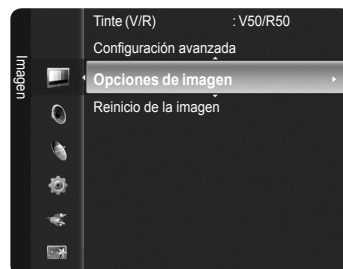 Imagen
Tinte (V/R) : V50/R50
Configuración avanzada
Opciones de imagen
Reinicio de la imagen